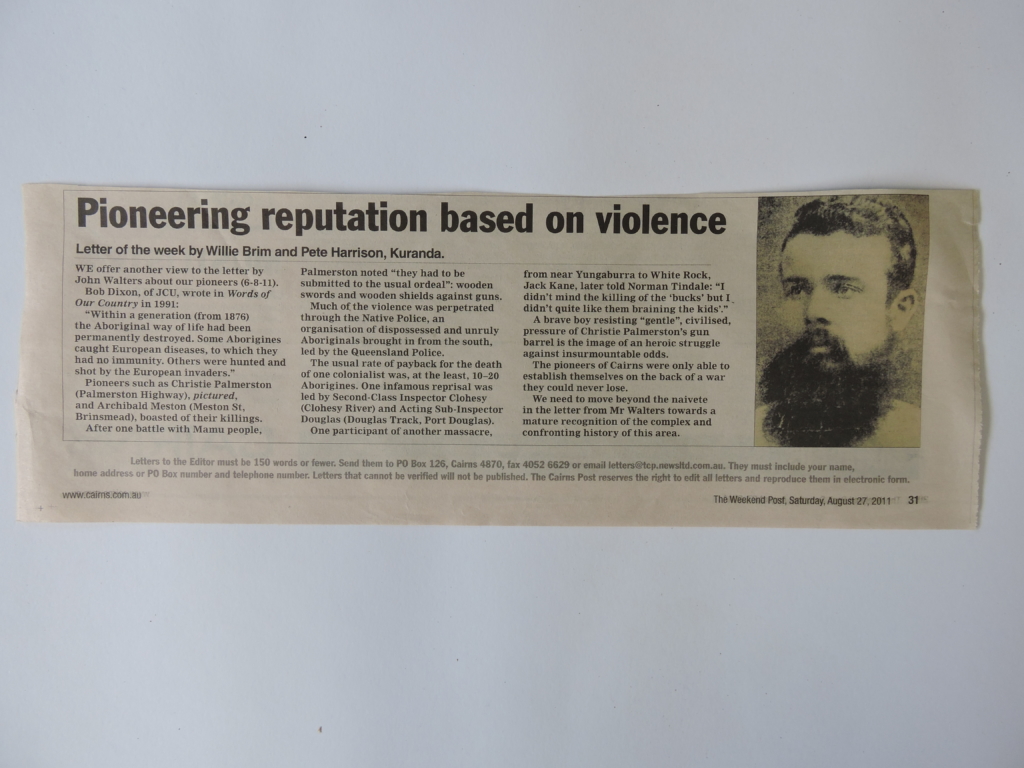 Pioneering reputation based on violence
Letter of the week by Willie Brim and Pete Harrison, Kuranda.
WE offer another view to the letter by
John Walters about our pioneers (6-8-11).
Bob Dixon, of JCU, wrote in Words of
Our Country in 1991:
"Within a generation (from 1876)
the Aboriginal way of life had been
permanently destroyed. Some Aborigines
caught European diseases, to which they
had no immunity. Others were hunted and
shot by the European invaders."
Pioneers such as Christie Palmerston
(Palmerston Highway), pictured,
and Archibald Meston (Meston St,
Brinsmead), boasted of their killings.
After one battle with Mamu people,
Palmerston noted "they had to be
submitted to the usual ordeal": wooden
swords and wooden shields against guns.
Much of the violence was perpetrated
through the Native Police, an
organisation of dispossessed and unruly
Aboriginals brought in from the south,
led by the Queensland Police.
The usual rate of payback for the death
of one colonialist was, at the least, 10–20
Aborigines. One infamous reprisal was
led by Second-Class Inspector Clohesy
(Clohesy River) and Acting Sub-Inspector
Douglas (Douglas Track, Port Douglas).
One participant of another massacre,
from near Yungaburra to White Rock,
Jack Kane, later told Norman Tindale: "I
didn't mind the killing of the 'bucks' but I
didn't quite like them braining the kids'."
A brave boy resisting "gentle", civilised,
pressure of Christie Palmerston's gun
barrel is the image of an heroic struggle
against insurmountable odds.
The pioneers of Cairns were only able to
establish themselves on the back of a war
they could never lose.
We need to move beyond the naivete
in the letter from Mr Walters towards a
mature recognition of the complex and
confronting history of this area.
Letters to the Editor must be 150 words or fewer. Send them to PO Box 126, Cairns 4870, fax 4052 6629 or email letters@tcp.newsltd.com.au. They must include your name,
home address or PO Box number and telephone number. Letters that cannot be verified will not be published. The Cairns Post reserves the right to edit all letters and reproduce them in electronic form.
www.cairns.com.au
The Weekend Post, Saturday, August 27, 2011 31